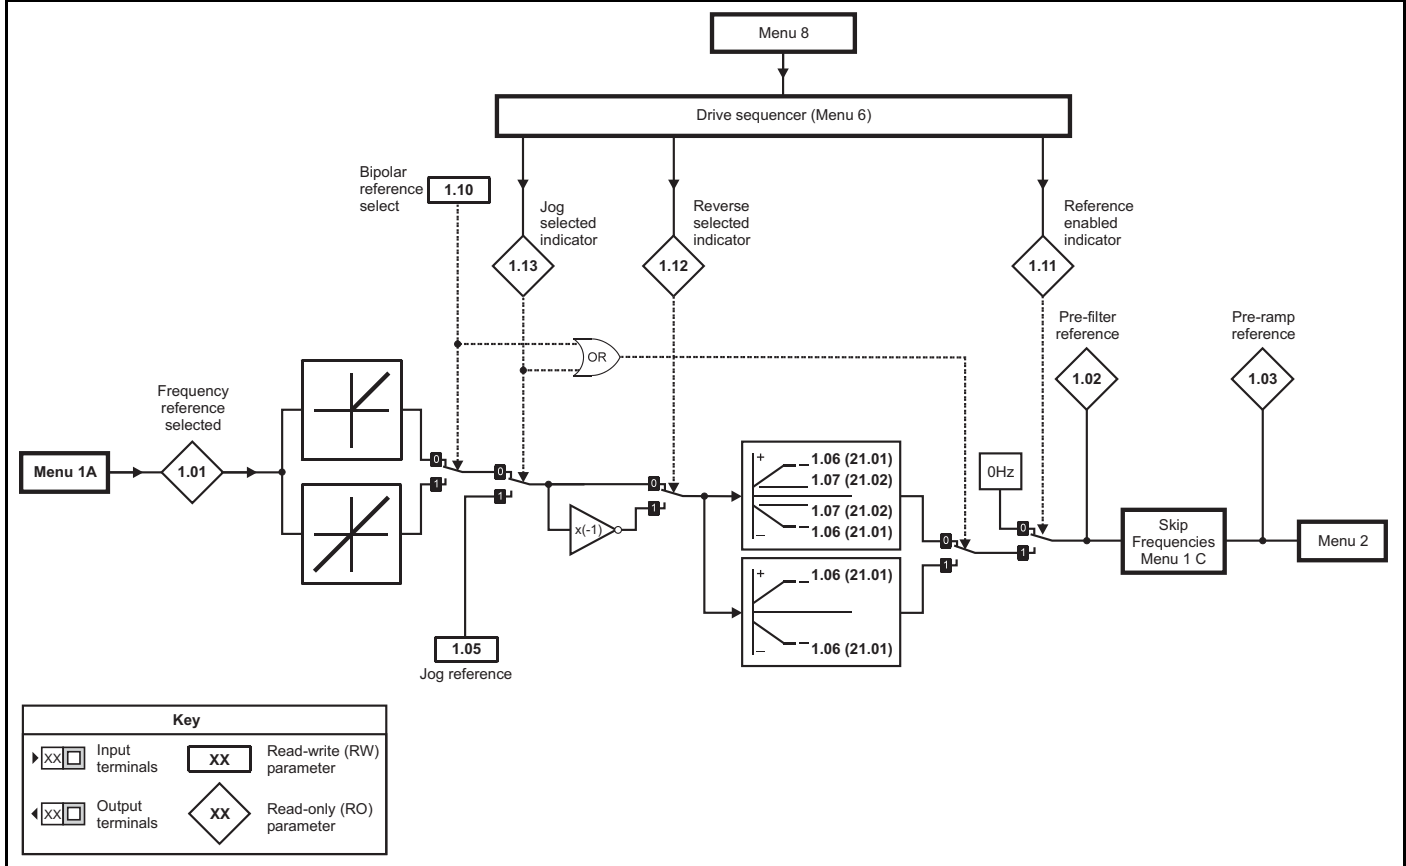 Menu 8
Drive sequencer (Menu 6)
Bipolar
reference
select
1.10
Jog
selected
indicator
Reverse
selected
indicator
Reference
enabled
indicator
1.13
1.12
1.11
Pre-filter
reference
Pre-ramp
reference
OR
1.02
1.03
Frequency
reference
selected
Menu 1A
1.01
0
1
0
1
0
1
x(-1)
+
1.06 (21.01)
1.07 (21.02)
1.07 (21.02)
1.06 (21.01)
–
+
1.06 (21.01)
1.06 (21.01)
–
0
1
0Hz
0
1
Skip
Frequencies
Menu 1 C
Menu 2
1.05
Jog reference
Key
XX
Input
terminals
XX
Read-write (RW)
parameter
XX
Output
terminals
XX
Read-only (RO)
parameter